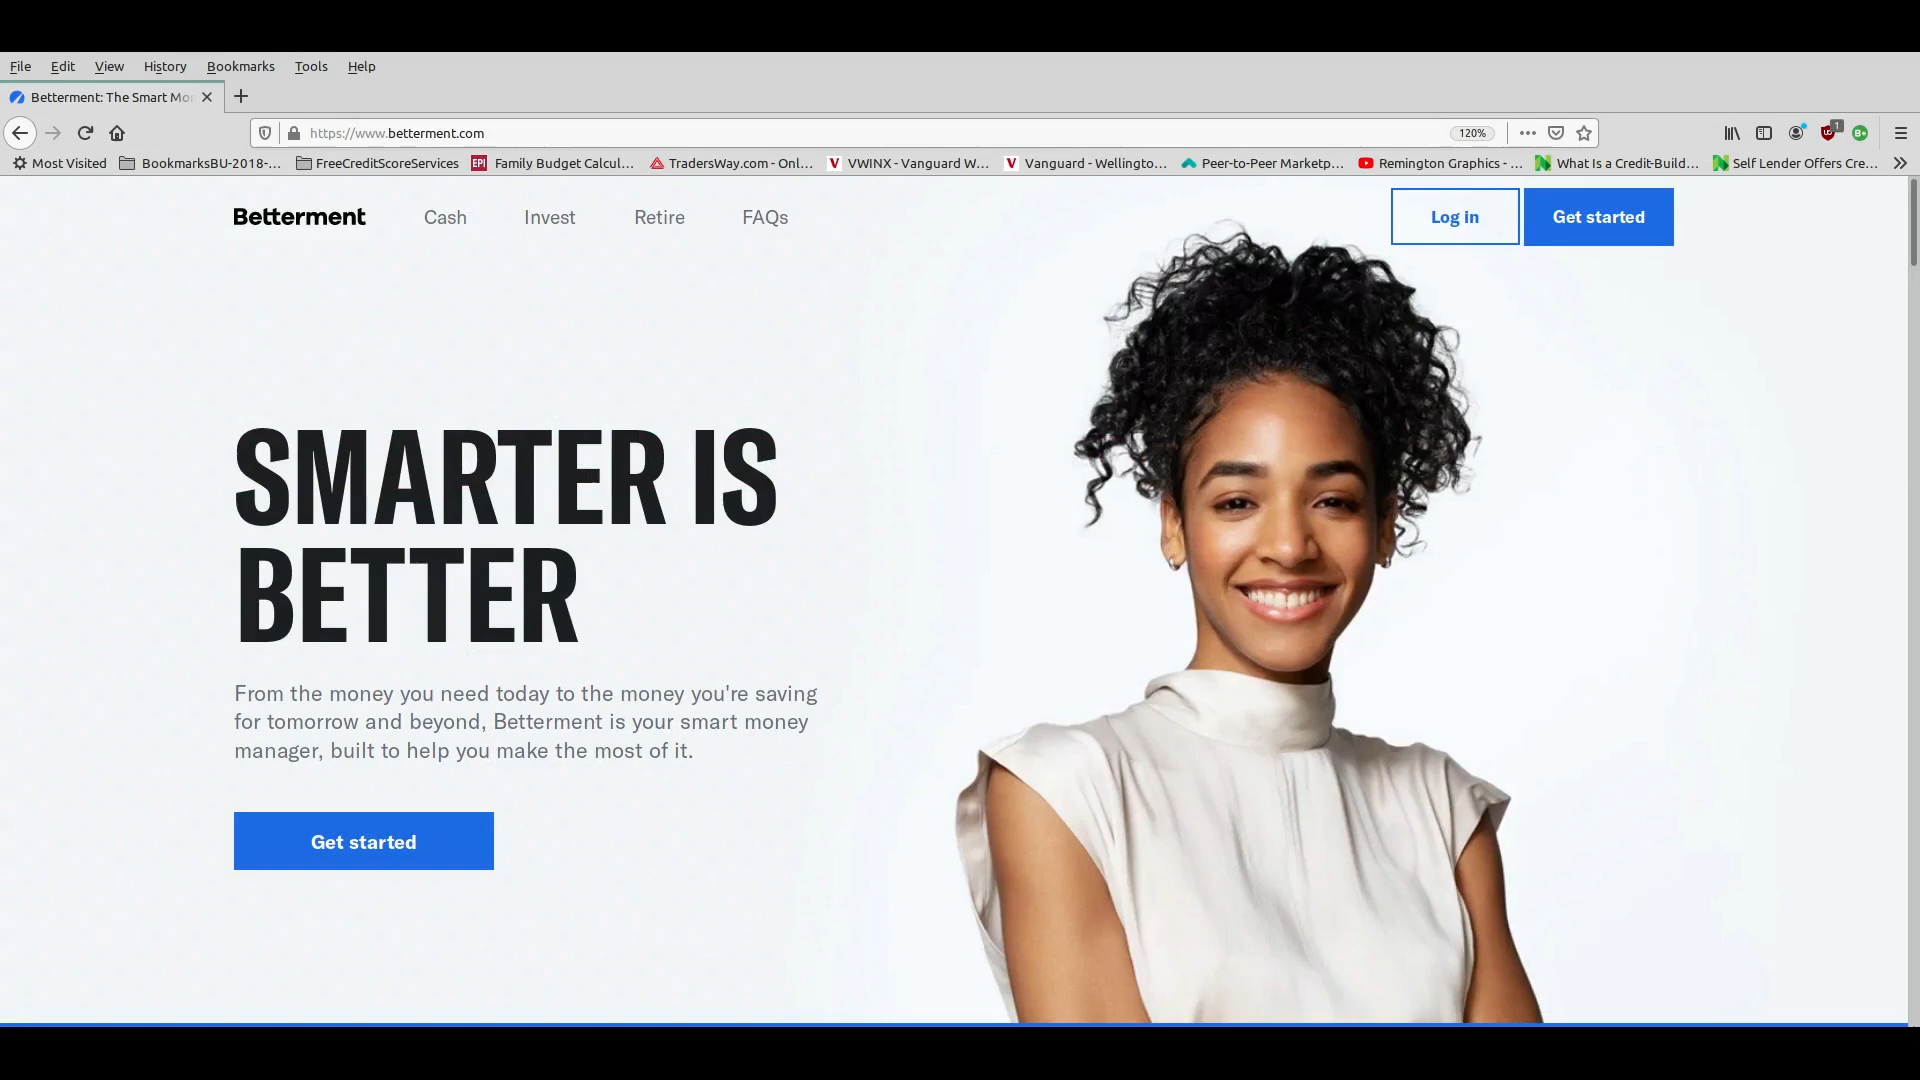 File Edit View History Bookmarks Tools Help
Betterment: The Smart Mo
https://www.betterment.com 120% 1
Most Visited BookmarksBU-2018-... FreeCreditScoreServices EPI Family Budget Calcul... TradersWay.com - Onl... VWINX - Vanguard W... Vanguard - Wellingto... Peer-to-Peer Marketp... Remington Graphics - ... What Is a Credit-Build... Self Lender Offers Cre...
Betterment Cash Invest Retire FAQs Log in Get started
SMARTER IS
BETTER
From the money you need today to the money you're saving
for tomorrow and beyond, Betterment is your smart money
manager, built to help you make the most of it.
Get started